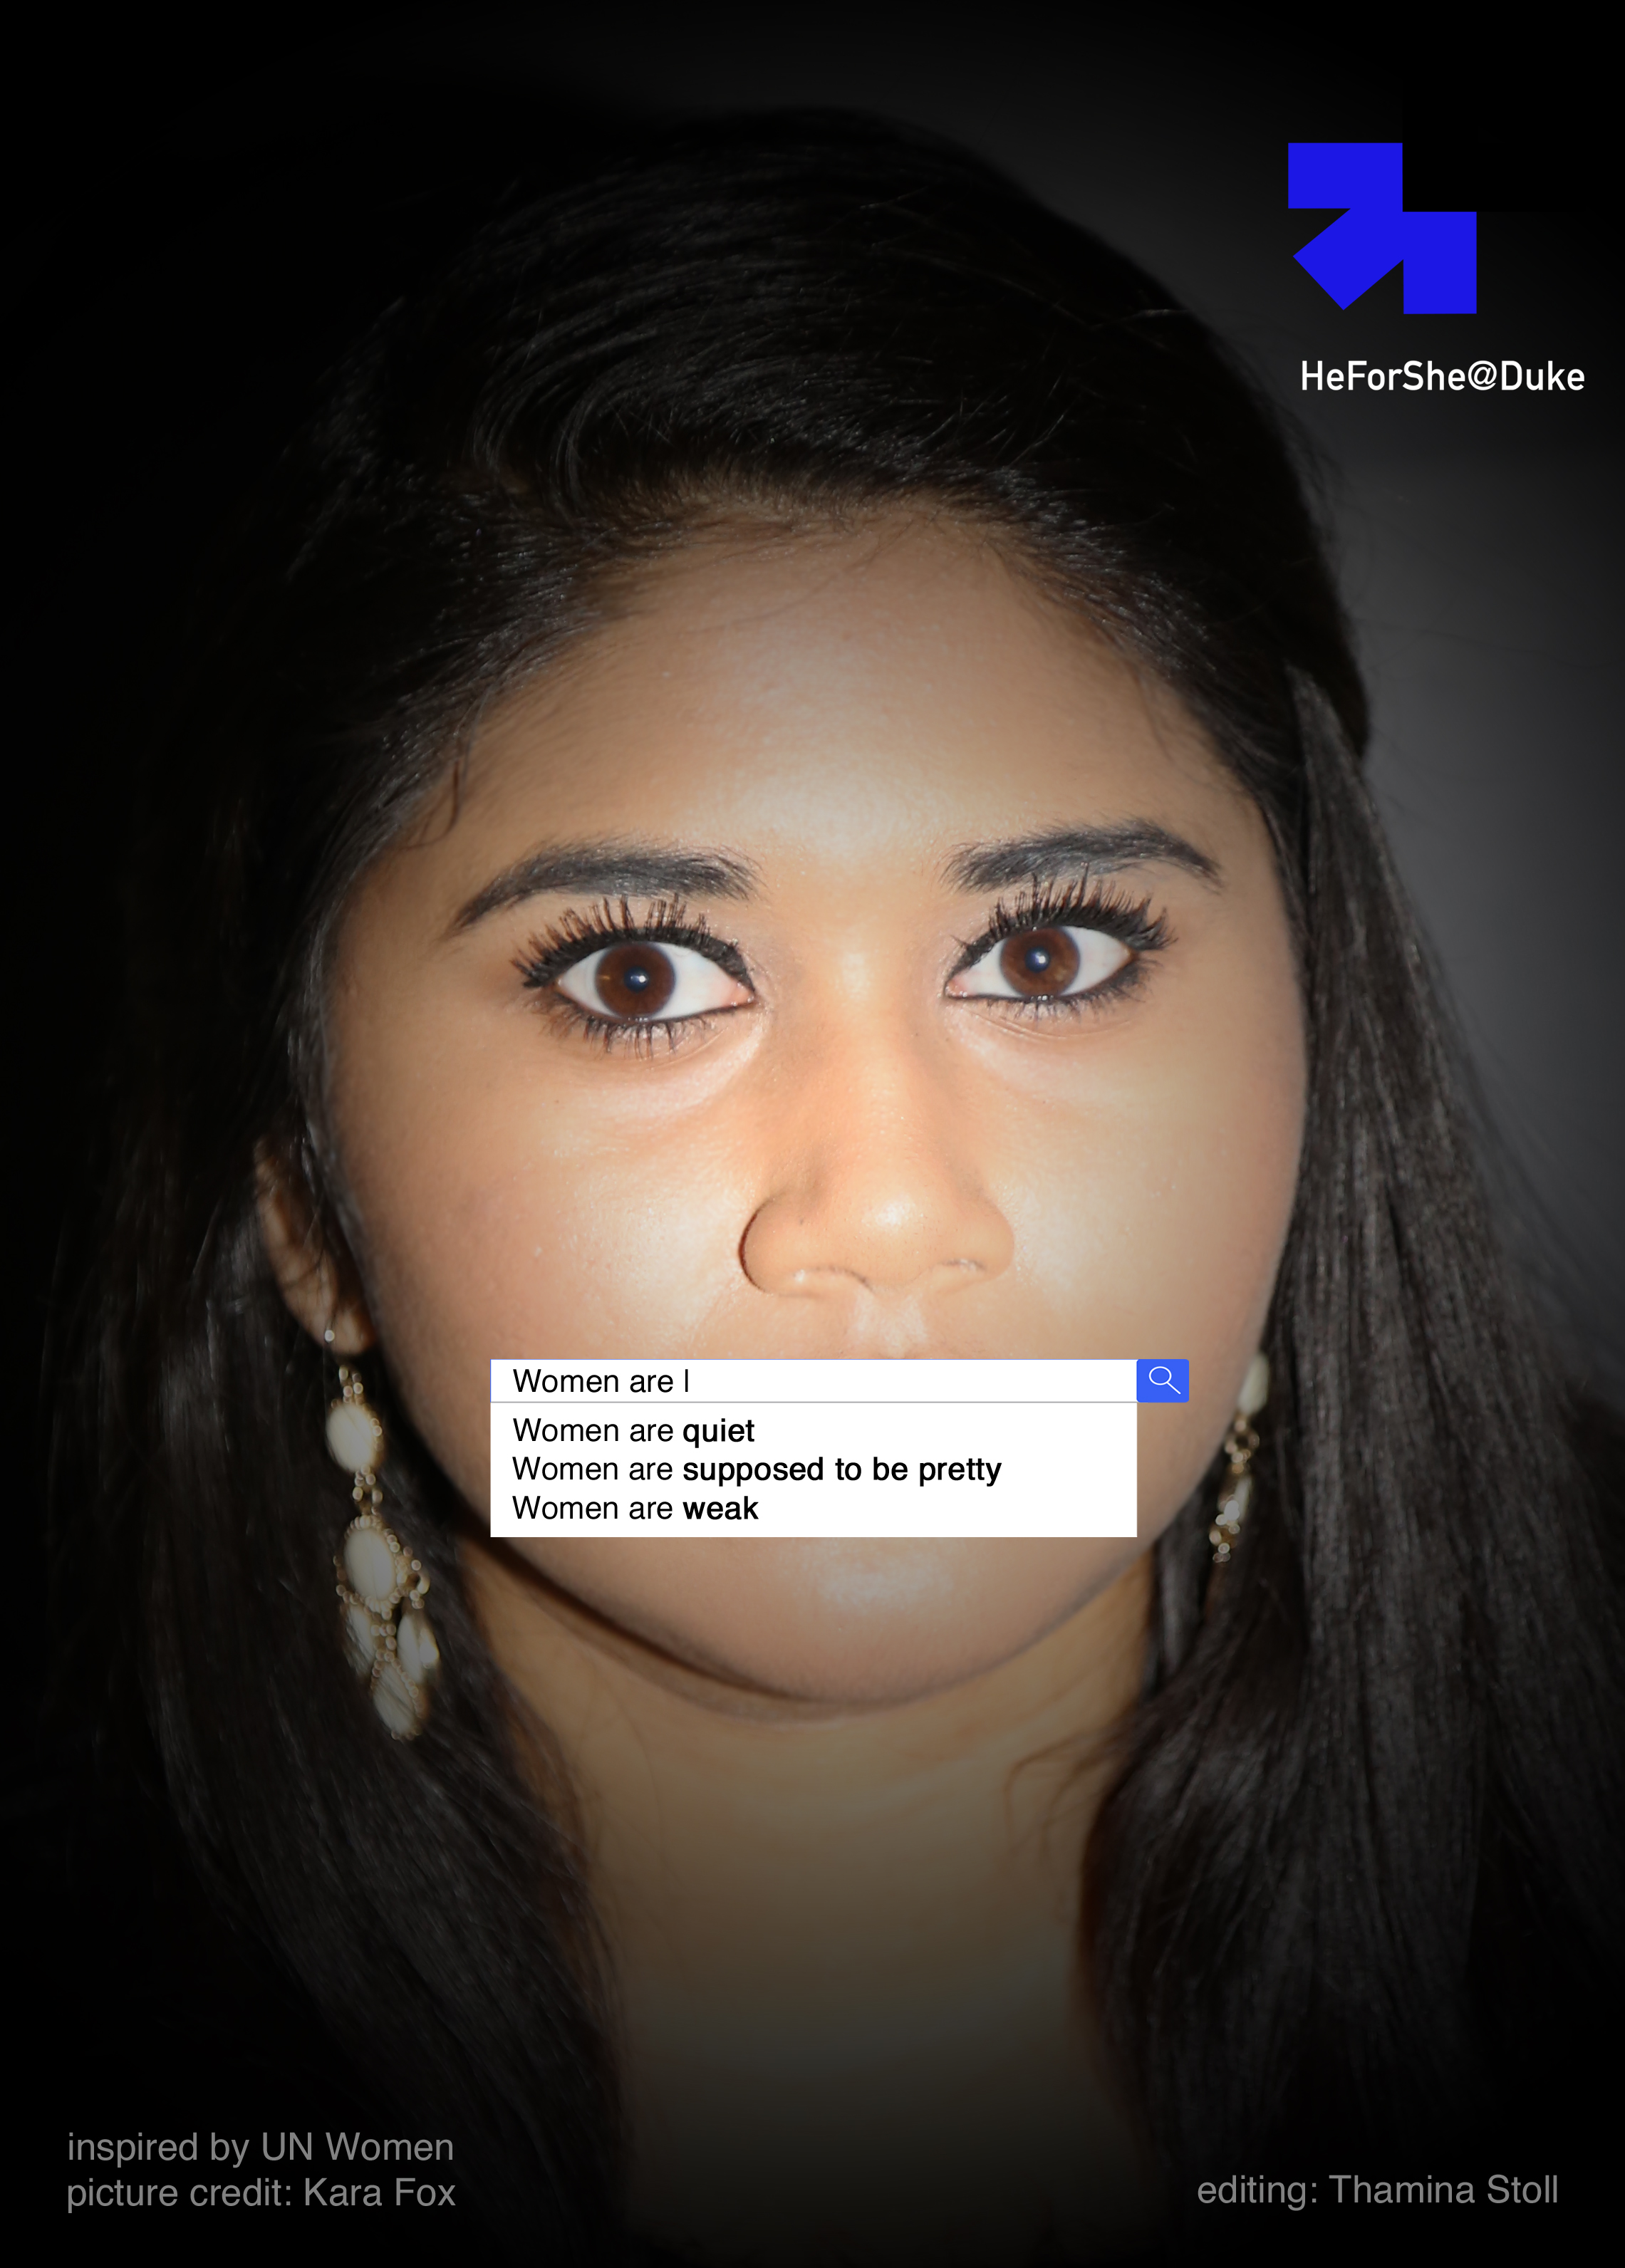 HeForShe@Duke
Women are |
Women are quiet
Women are supposed to be pretty
Women are weak
inspired by UN Women
picture credit: Kara Fox
editing: Thamina Stoll